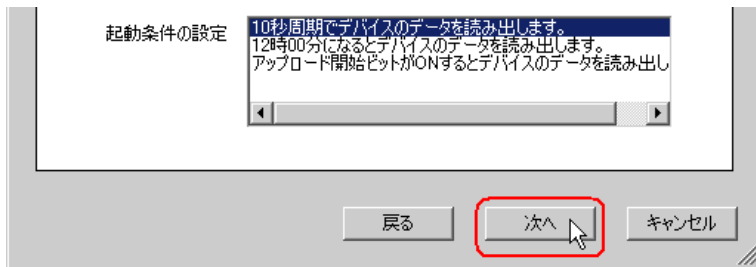 起動条件の設定
10秒周期でデバイスのデータを読み出します。
12時00分になるとデバイスのデータを読み出します。
アップロード開始ビットがONするとデバイスのデータを読み出し
戻る
次へ
キャンセル